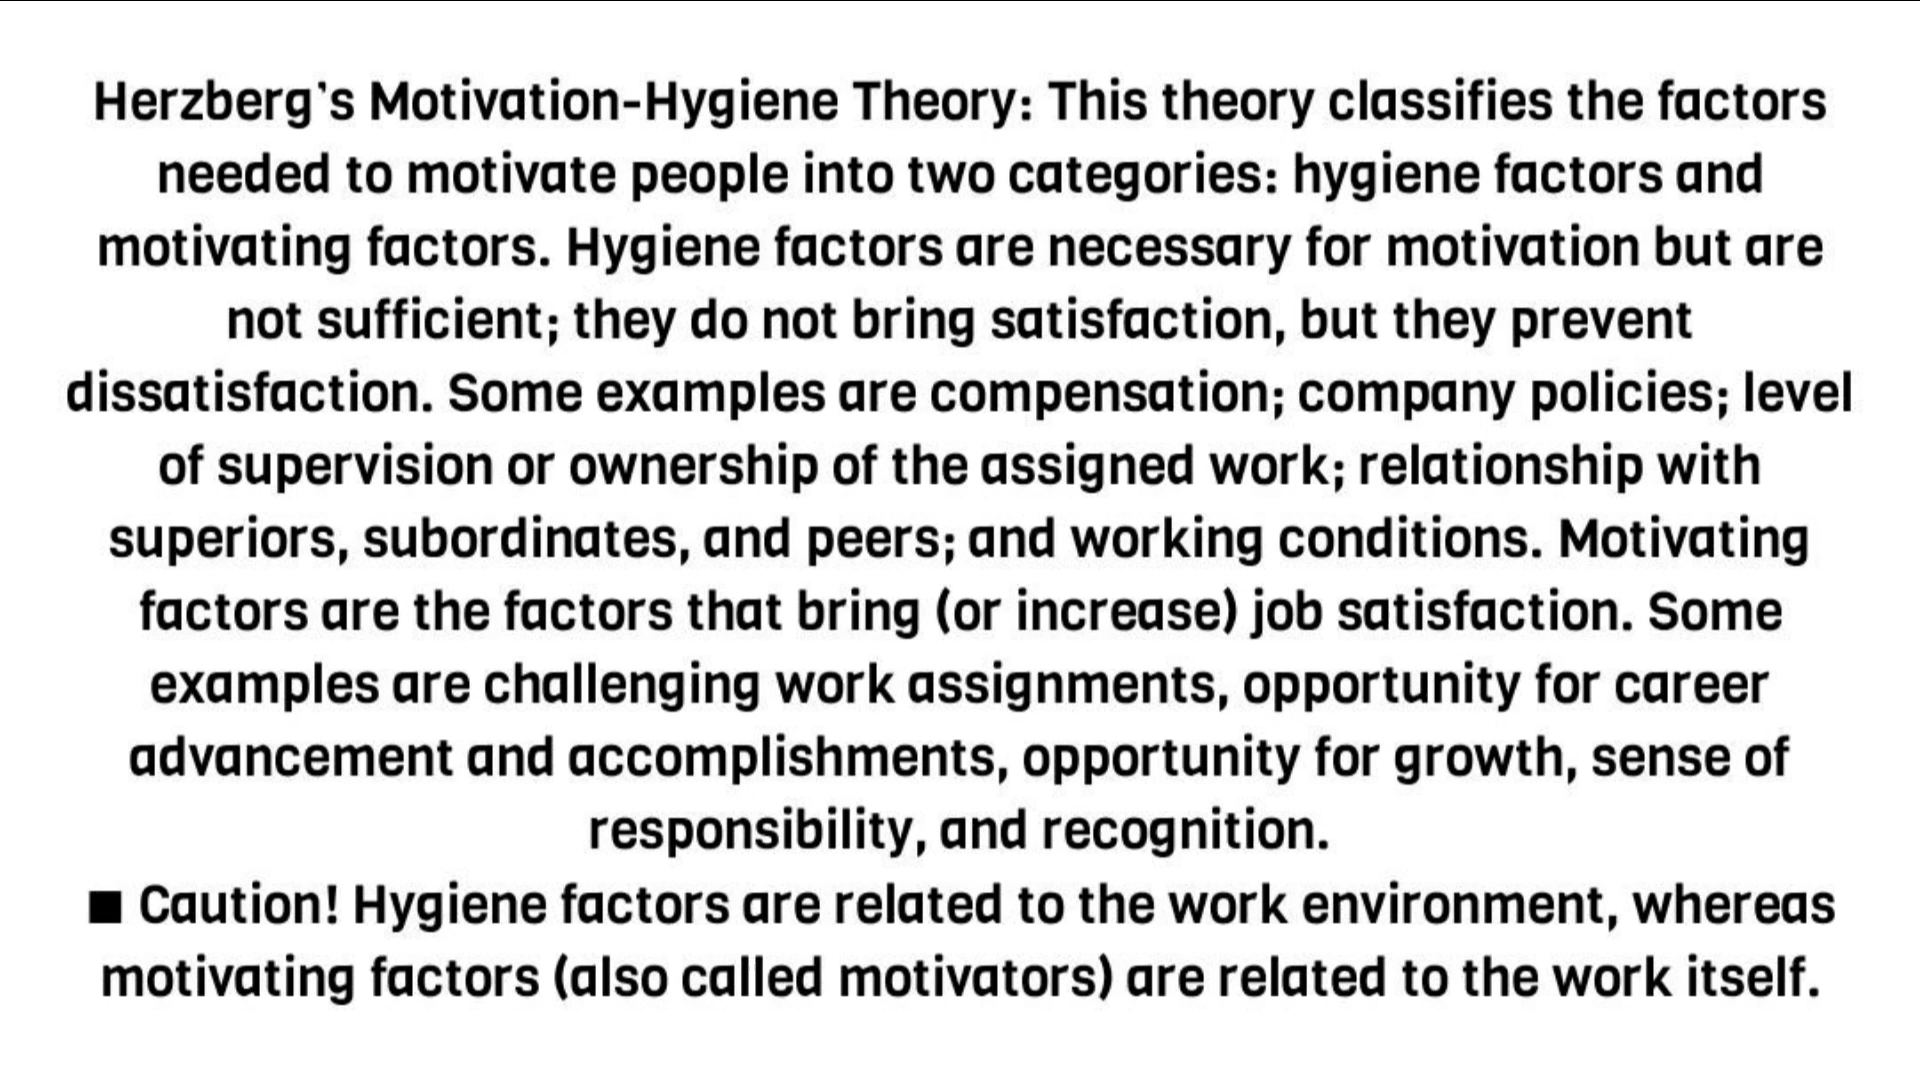 Herzberg's Motivation-Hygiene Theory: This theory classifies the factors
needed to motivate people into two categories: hygiene factors and
motivating factors. Hygiene factors are necessary for motivation but are
not sufficient; they do not bring satisfaction, but they prevent
dissatisfaction. Some examples are compensation; company policies; level
of supervision or ownership of the assigned work; relationship with
superiors, subordinates, and peers; and working conditions. Motivating
factors are the factors that bring (or increase) job satisfaction. Some
examples are challenging work assignments, opportunity for career
advancement and accomplishments, opportunity for growth, sense of
responsibility, and recognition.
■ Caution! Hygiene factors are related to the work environment, whereas
motivating factors (also called motivators) are related to the work itself.